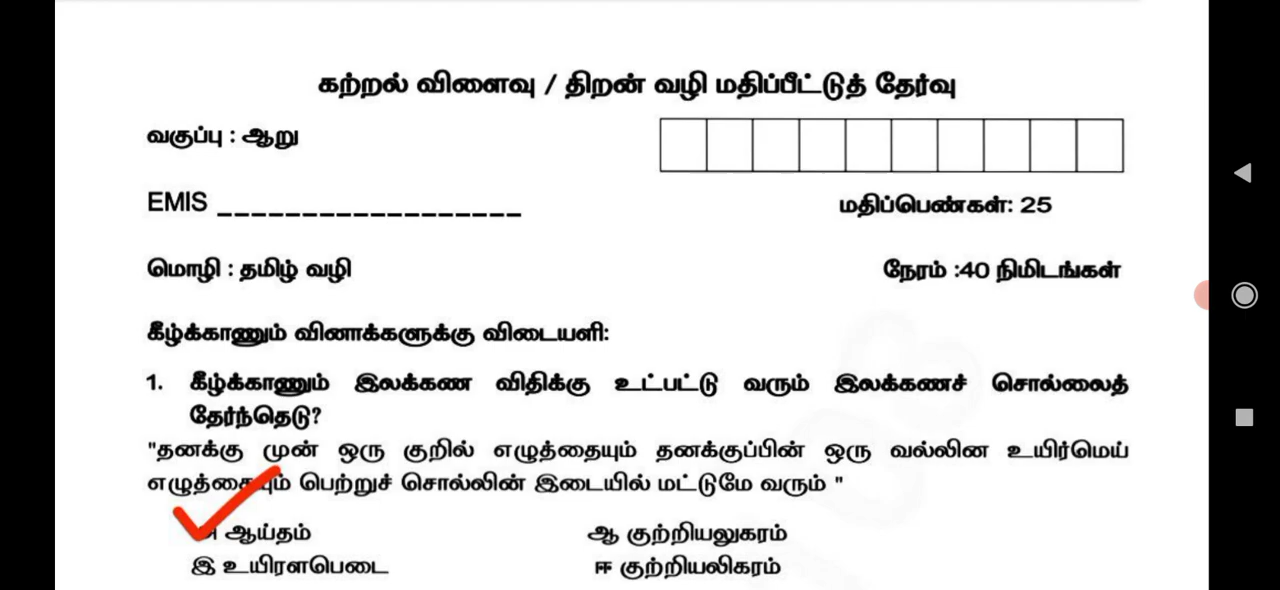 கற்றல் விளைவு / திறன் வழி மதிப்பீட்டுத் தேர்வு
வகுப்பு : ஆறு
EMIS __________________
மதிப்பெண்கள்: 25
மொழி : தமிழ் வழி
நேரம் :40 நிமிடங்கள்
கீழ்க்காணும் வினாக்களுக்கு விடையளி:
1. கீழ்க்காணும் இலக்கண விதிக்கு உட்பட்டு வரும் இலக்கணச் சொல்லைத்
தேர்ந்தெடு?
"தனக்கு முன் ஒரு குறில் எழுத்தையும் தனக்குப்பின் ஒரு வல்லின உயிர்மெய்
எழுத்தையும் பெற்றுச் சொல்லின் இடையில் மட்டுமே வரும் "
ஆய்தம் ஆ குற்றியலுகரம்
இ உயிரளபெடை ஈ குற்றியலிகரம்